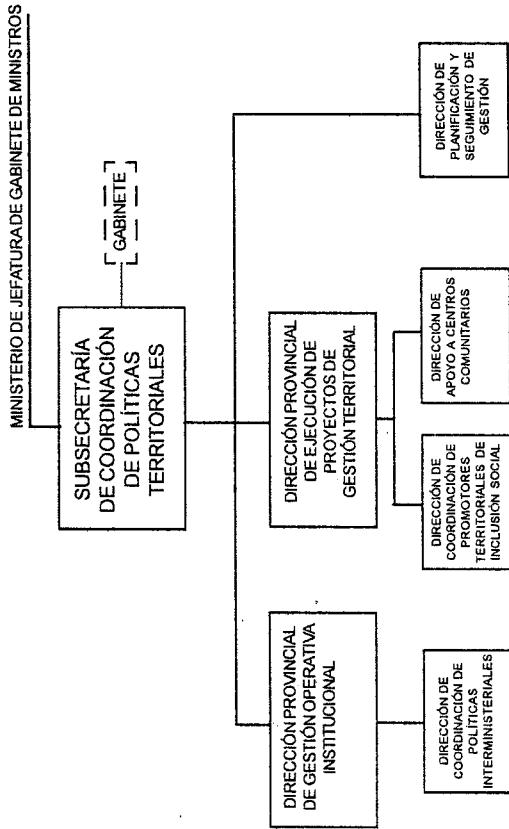 MINISTERIO DE JEFATURA DE GABINETE DE MINISTROS
SUBSECRETARÍA
DE COORDINACIÓN
DE POLÍTICAS
TERRITORIALES
GABINETE
DIRECCIÓN PROVINCIAL
DE GESTIÓN OPERATIVA
INSTITUCIONAL
DIRECCIÓN PROVINCIAL
DE EJECUCIÓN DE
PROYECTOS DE
GESTIÓN TERRITORIAL
DIRECCIÓN DE
COORDINACIÓN DE
POLÍTICAS
INTERMINISTERIALES
DIRECCIÓN DE
COORDINACIÓN DE
PROMOTORES
TERRITORIALES DE
INCLUSIÓN SOCIAL
DIRECCIÓN DE
APOYO A CENTROS
COMUNITARIOS
DIRECCIÓN DE
PLANIFICACIÓN Y
SEGUIMIENTO DE
GESTIÓN